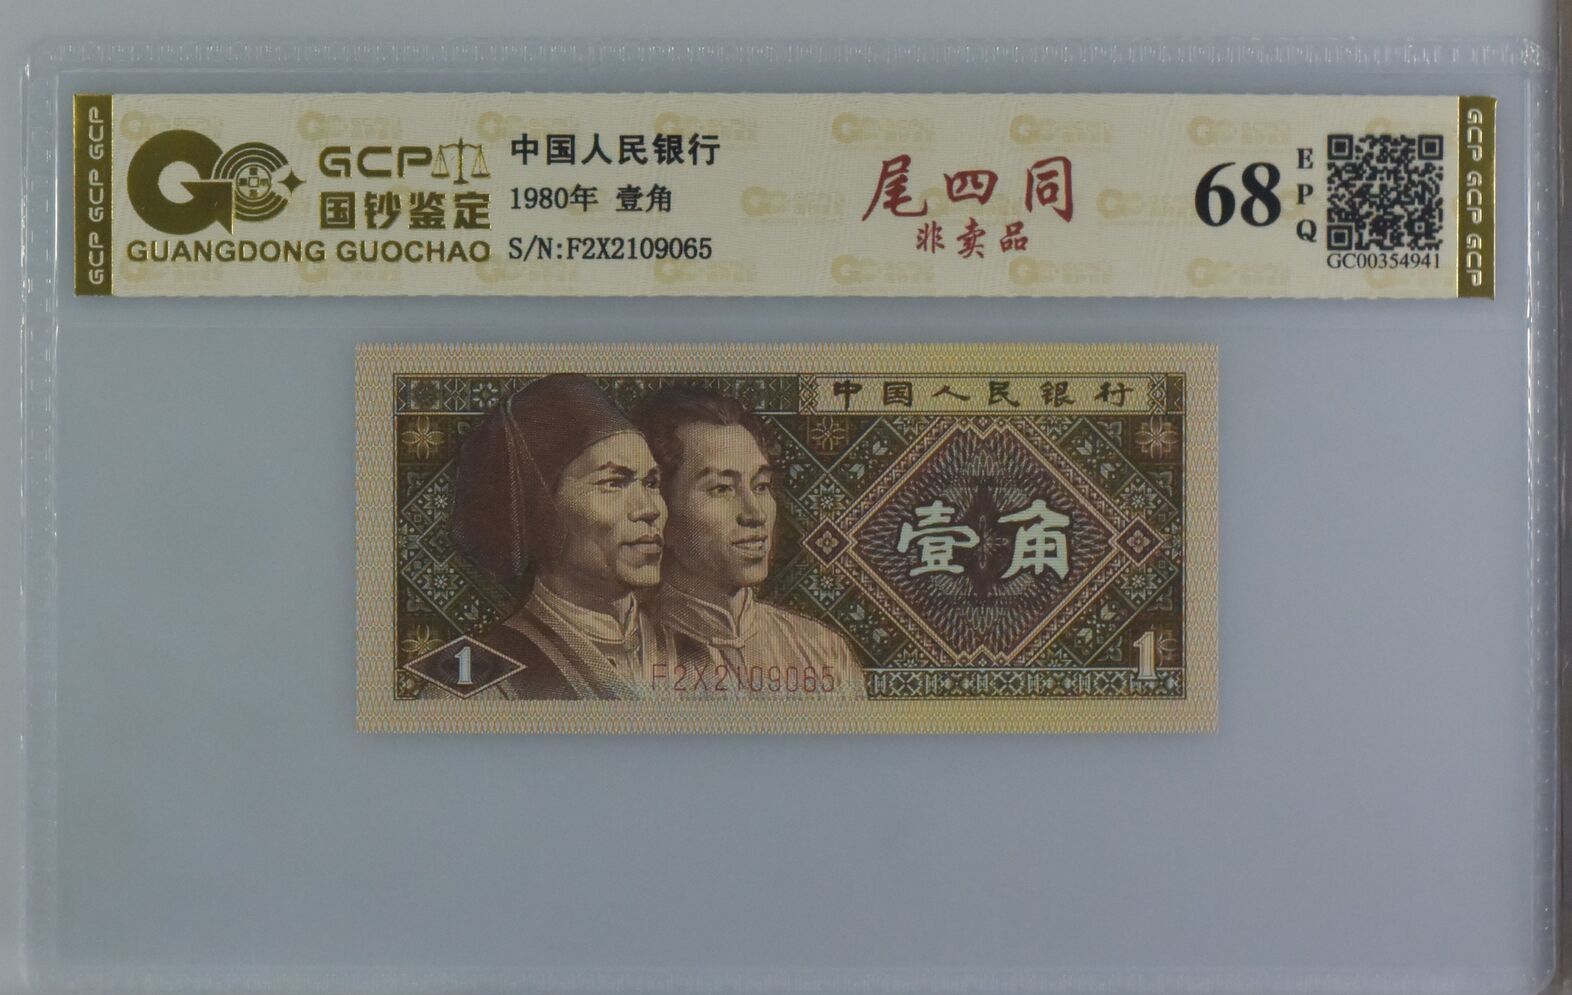 GCP GCP GCP
GCP
国钞鉴定
GUANGDONG GUOCHAO
中国人民银行
1980年 壹角
S/N:F2X2109065
尾四同
非卖品
68
EPQ
GC00354941
GCP GCP GCP
中国人民银行
壹角
1
F2X2109065
1